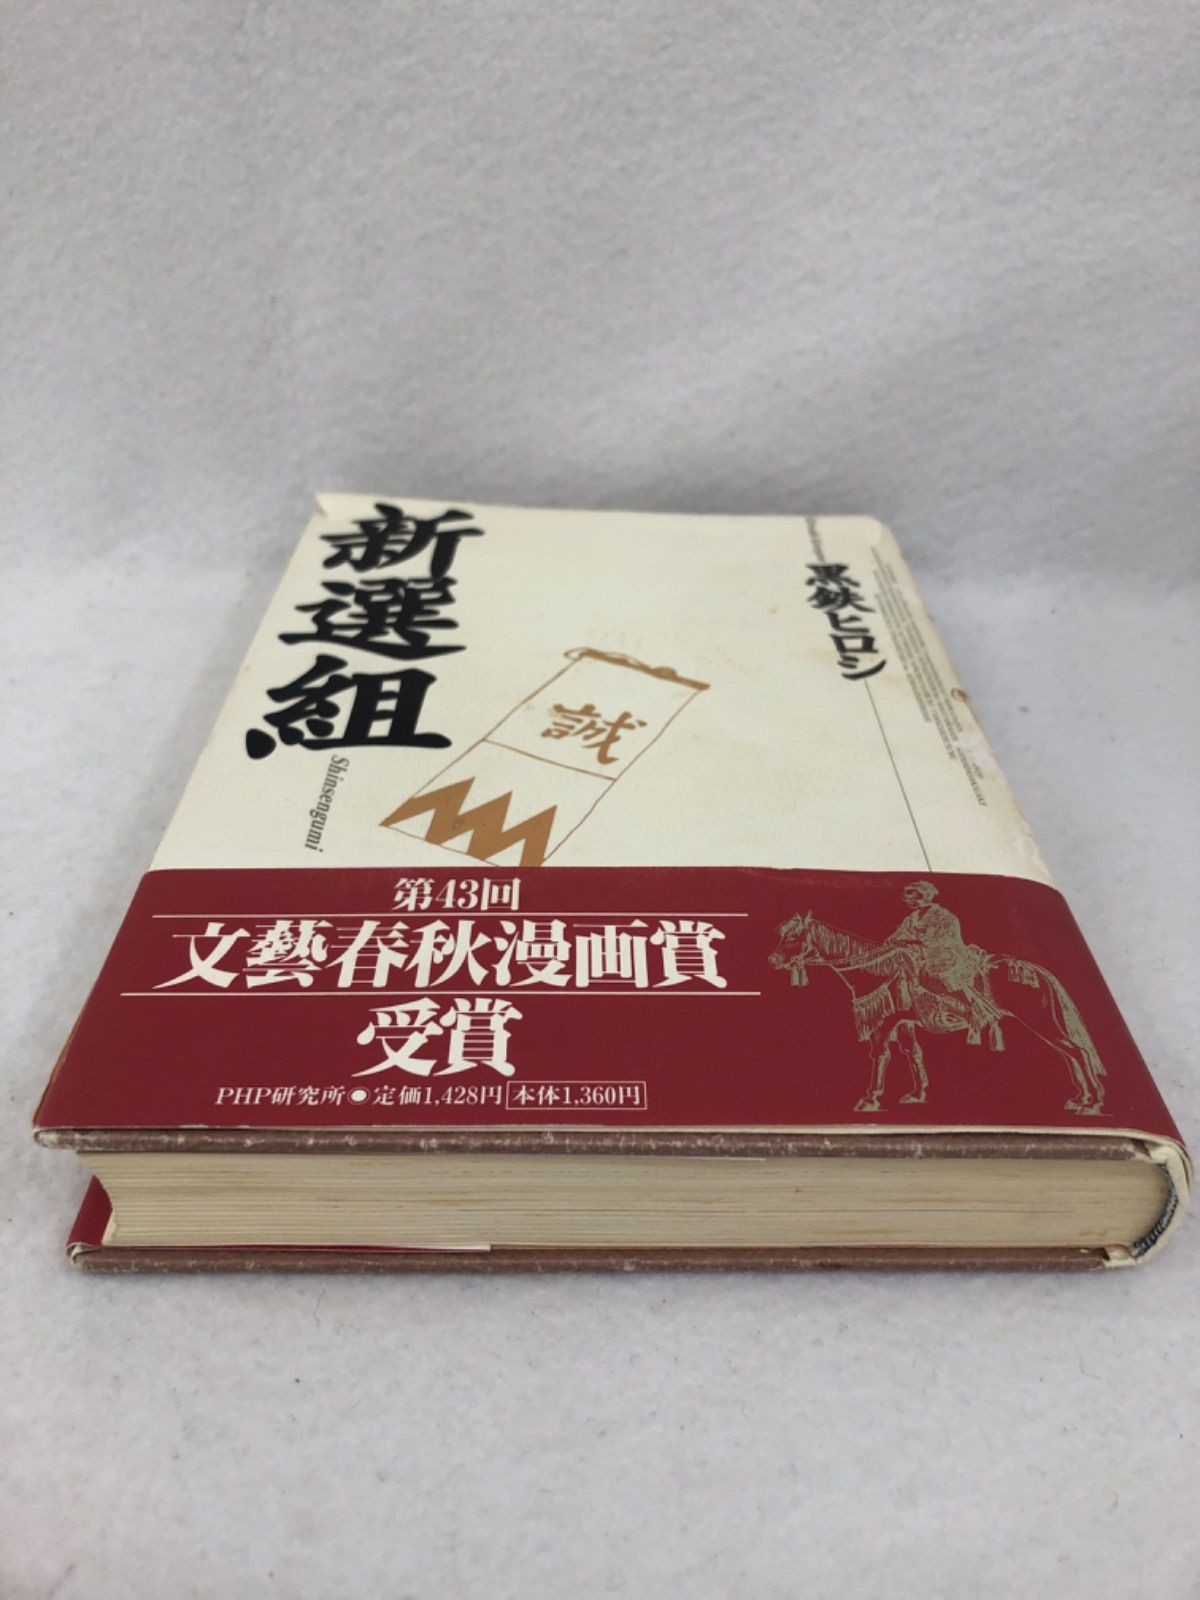 新選組
Shinsengumi
黒鉄ヒロシ
誠
第43回
文藝春秋漫画賞
受賞
PHP研究所●定価1,428円 本体1,360円